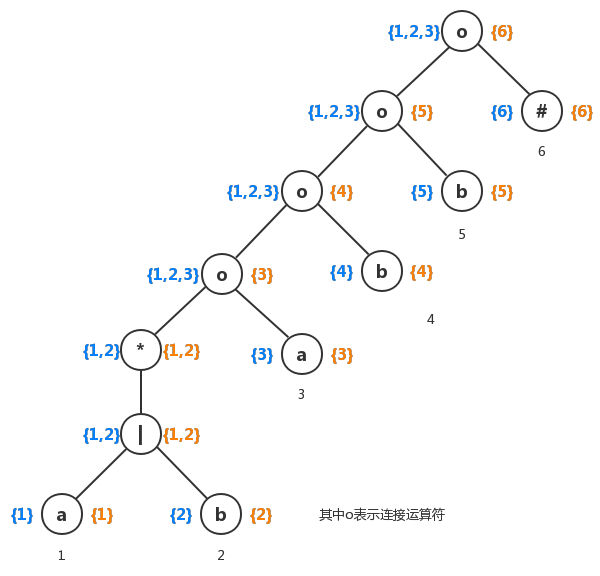 {1,2,3} o {6}
{1,2,3} o {5} {6} # {6}
6
{1,2,3} o {4} {5} b {5}
5
{1,2,3} o {3} {4} b {4}
4
{1,2} * {1,2} {3} a {3}
3
{1,2} | {1,2}
{1} a {1} {2} b {2} 其中o表示连接运算符
1 2